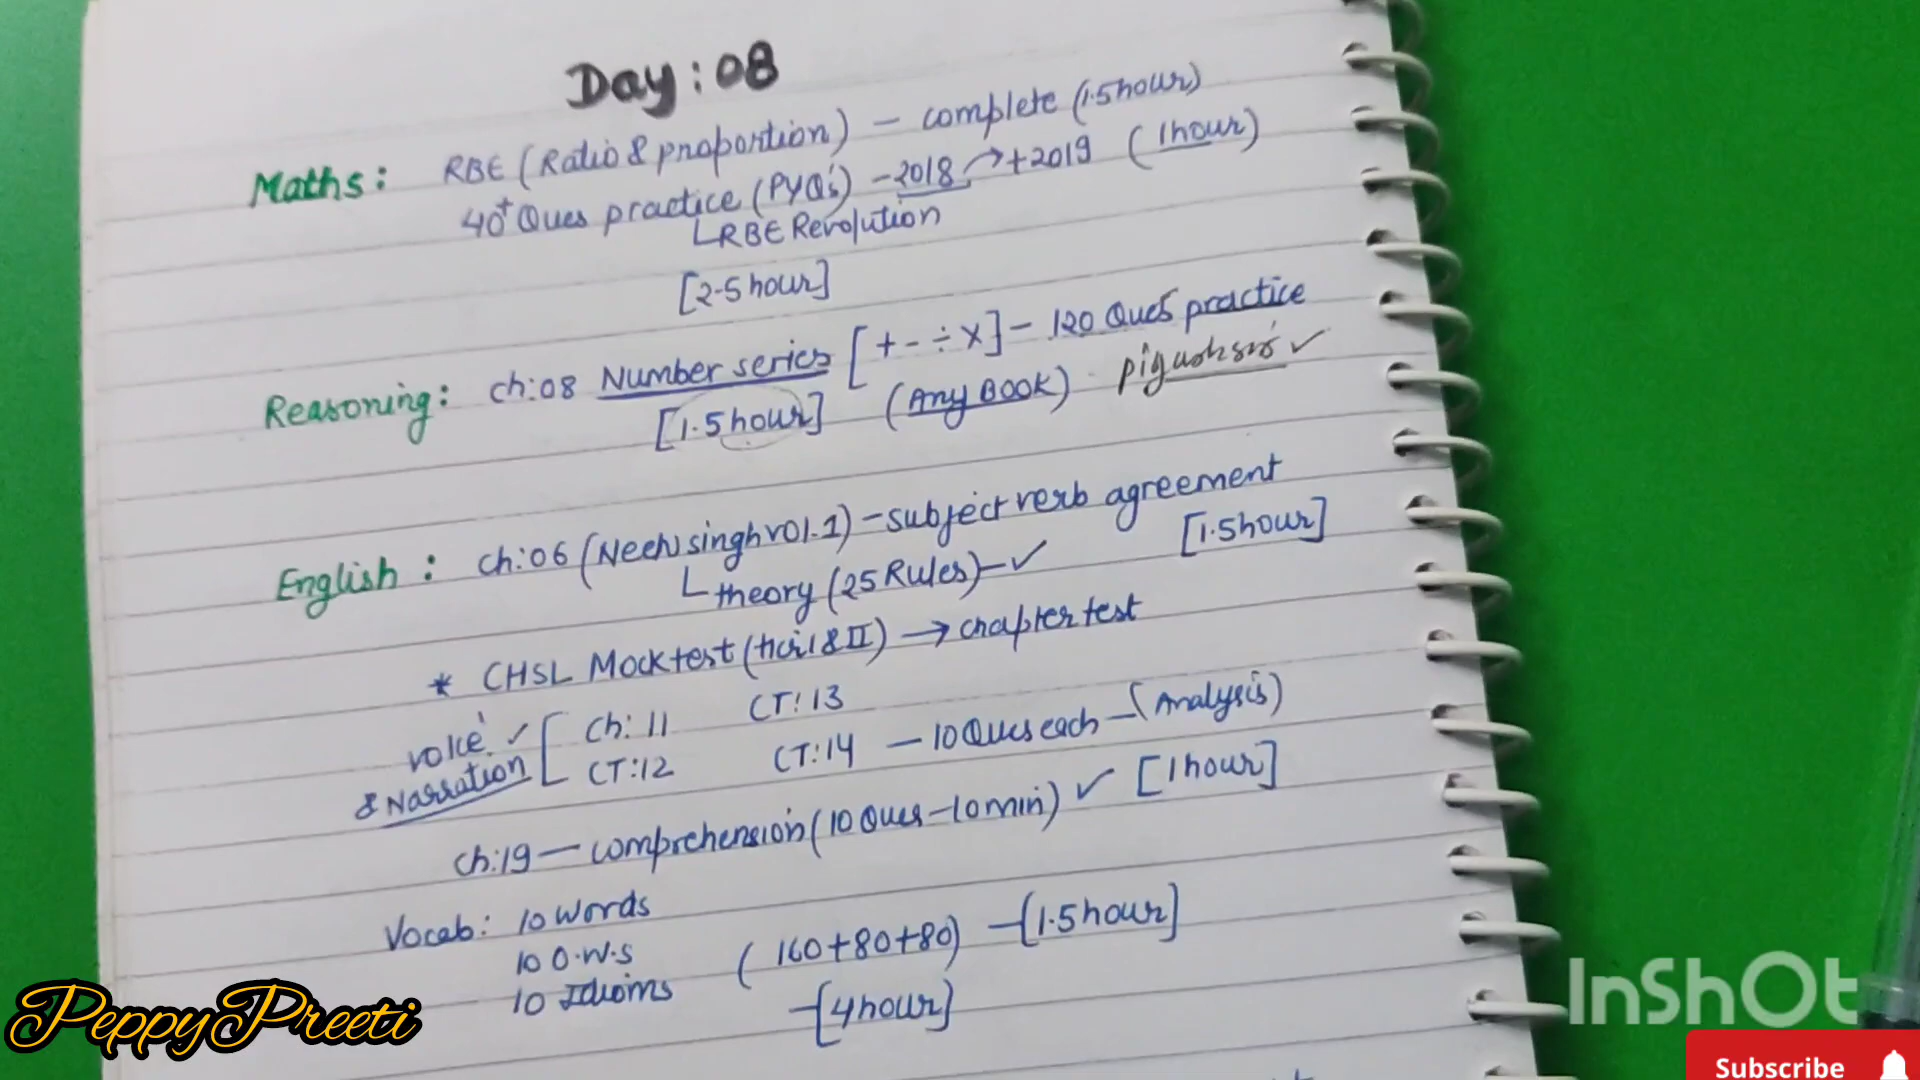 Day : 08
Maths : RBE (Ratio & proportion) - complete (1.5 hour)
40+ Ques practice (PYQ's) - 2018 → +2019 (1 hour)
RBE Revolution
[2.5 hour]
Reasoning : ch:08 Number series [+ - ÷ ×] - 120 Ques practice
[1.5 hour] (Any BOOK)
English : ch:06 (Neetu singh vol.1) - subject verb agreement
theory (25 Rules) - ✓ [1.5 hour]
* CHSL Mock test (tier 1 & II) → chapter test
voice ✓ & Narration [ Ch: 11 CT: 13
CT:12 CT:14 - 10 Ques each - (Analysis)
ch:19 - comprehension (10 Ques - 10 min) ✓ [1 hour]
Vocab : 10 words
10 O.W.S (160+80+80) - [1.5 hour]
10 Idioms - [4 hour]
PeppyPreeti
InShOt
Subscribe